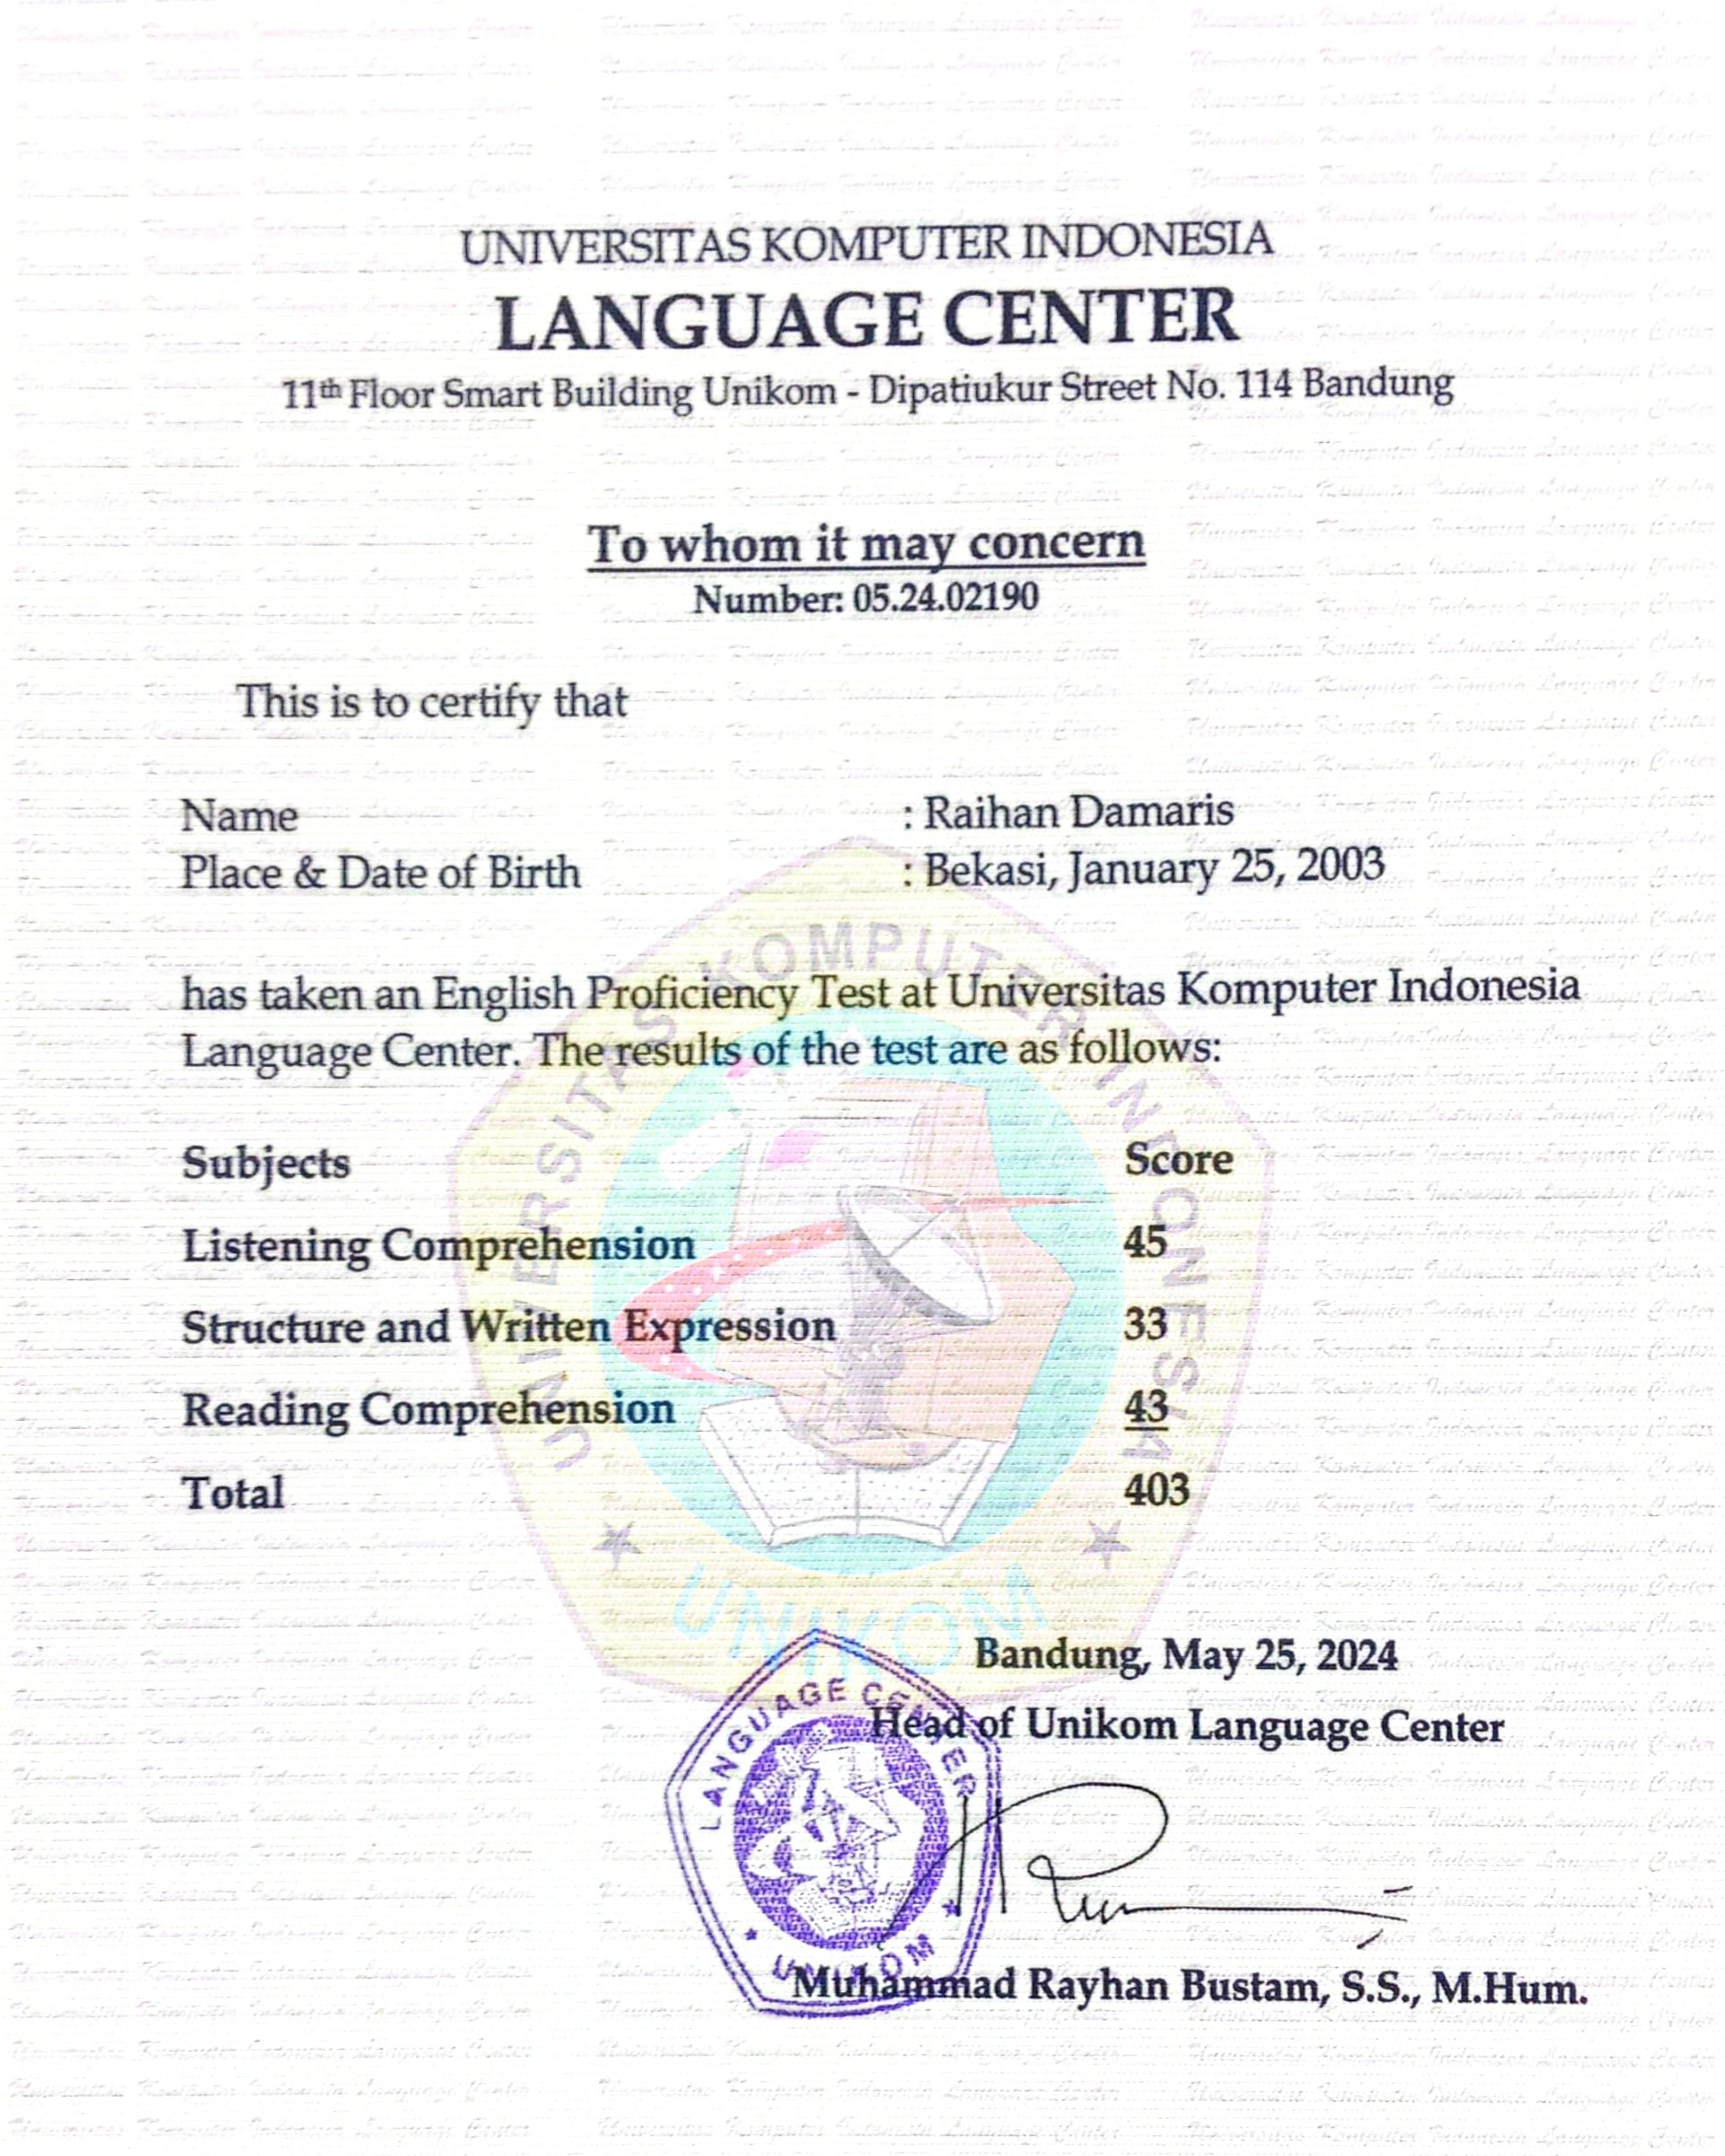 UNIVERSITAS KOMPUTER INDONESIA
LANGUAGE CENTER
11th Floor Smart Building Unikom - Dipatiukur Street No. 114 Bandung
To whom it may concern
Number: 05.24.02190
This is to certify that
Name : Raihan Damaris
Place & Date of Birth : Bekasi, January 25, 2003
has taken an English Proficiency Test at Universitas Komputer Indonesia
Language Center. The results of the test are as follows:
Subjects Score
Listening Comprehension 45
Structure and Written Expression 33
Reading Comprehension 43
Total 403
UNIVERSITAS KOMPUTER INDONESIA
UNIKOM
Bandung, May 25, 2024
Head of Unikom Language Center
LANGUAGE CENTER
UNIKOM
Muhammad Rayhan Bustam, S.S., M.Hum.